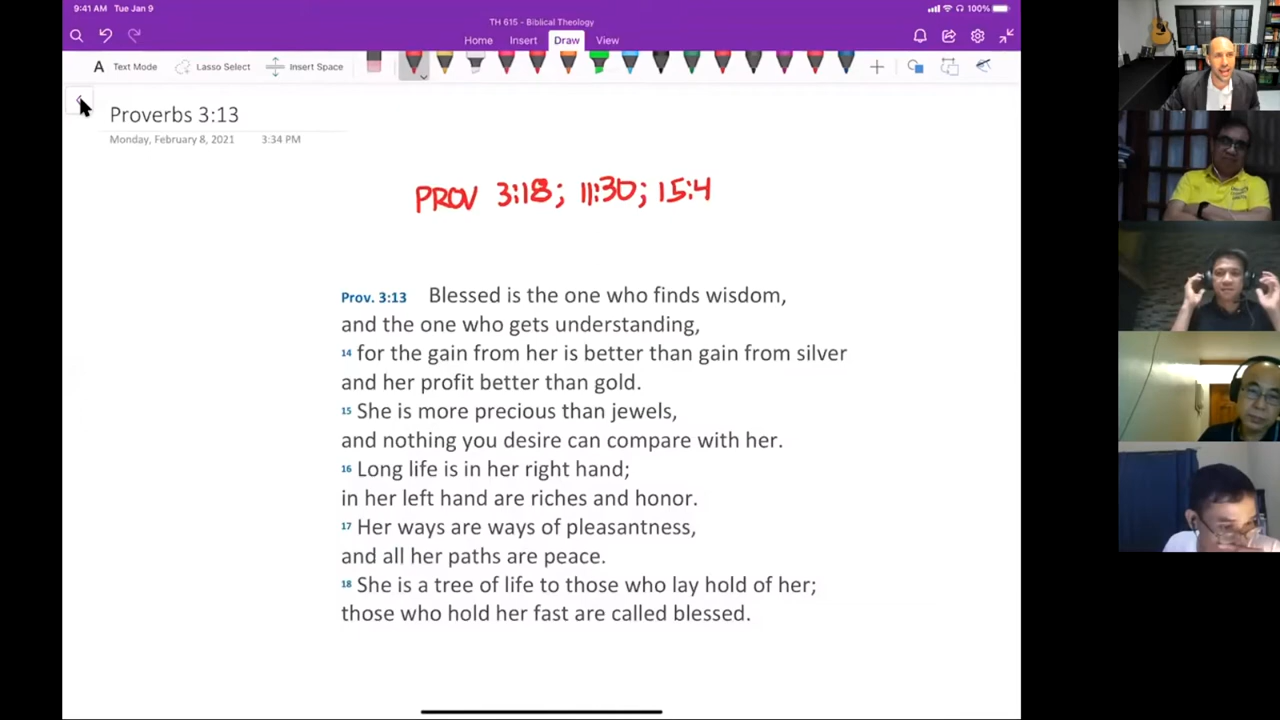 9:41 AM Tue Jan 9
100%
TH 615 - Biblical Theology
Home Insert Draw View
Text Mode Lasso Select Insert Space
Proverbs 3:13
Monday, February 8, 2021 3:34 PM
PROV 3:18; 11:30; 15:4
Prov. 3:13 Blessed is the one who finds wisdom,
and the one who gets understanding,
14 for the gain from her is better than gain from silver
and her profit better than gold.
15 She is more precious than jewels,
and nothing you desire can compare with her.
16 Long life is in her right hand;
in her left hand are riches and honor.
17 Her ways are ways of pleasantness,
and all her paths are peace.
18 She is a tree of life to those who lay hold of her;
those who hold her fast are called blessed.